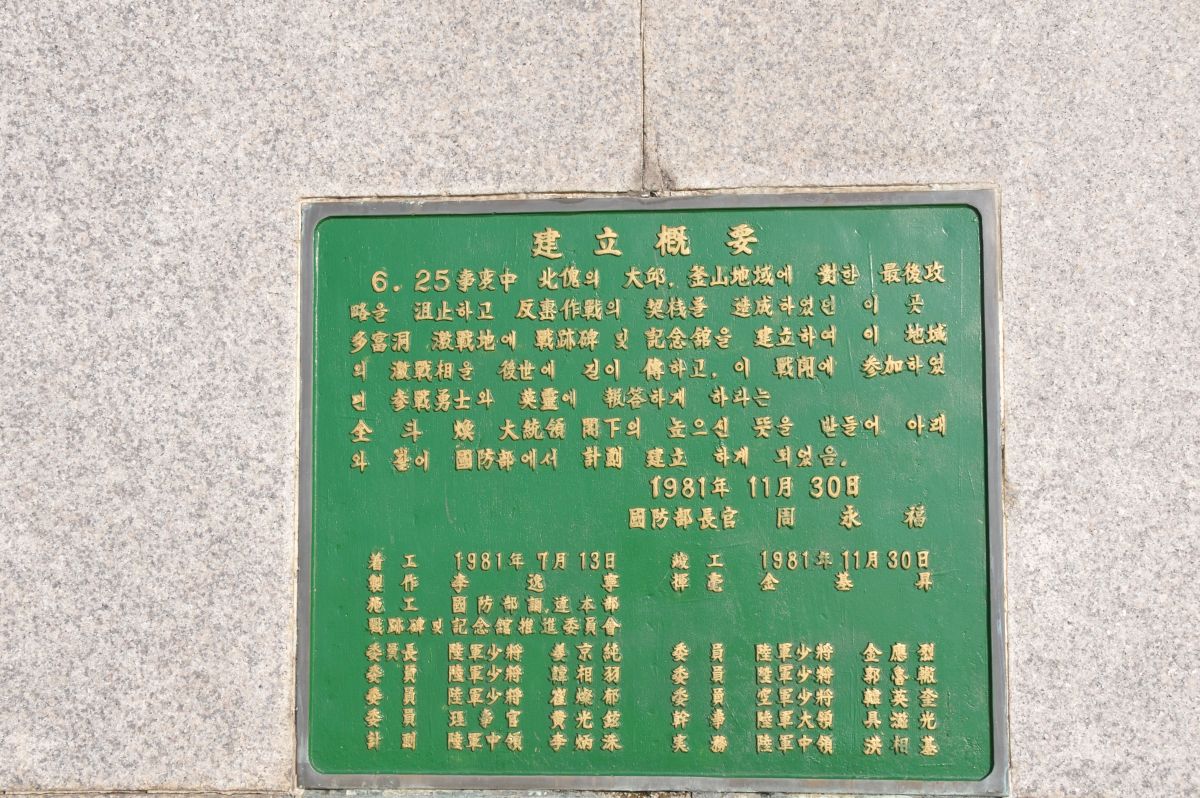 建立概要
6. 25事変中 北傀의 大邱, 釜山地域에 對한 最後攻
略을 沮止하고 反擊作戰의 契機를 達成하였던 이 곳
多富洞 激戰地에 戰跡碑 및 記念舘을 建立하여 이 地域
의 激戰相을 後世에 길이 傳하고, 이 戰鬪에 參加하였
던 參戰勇士와 英靈에 報答하게 하라는
全 斗 煥 大統領 閣下의 높으신 뜻을 받들어 아래
와 같이 國防部에서 計劃 建立 하게 되었음.
1981年 11月 30日
國防部長官 周 永 福
着工 1981年 7月 13日 竣工 1981年 11月 30日
製作 李逸寧 揮毫 金基昇
施工 國防部調達本部
戰跡碑및記念舘推進委員會
委員長 陸軍少將 姜京純 委員 陸軍少將 金應烈
委員 陸軍少將 相羽 委員 陸軍少將 郭
委員 陸軍少將 崔燦郁 委員 空軍少將 韓英奎
委員 理事官 黄光銘 幹事 陸軍大領 具滋光
計劃 陸軍中領 李炳洙 実務 陸軍中領 洪相基